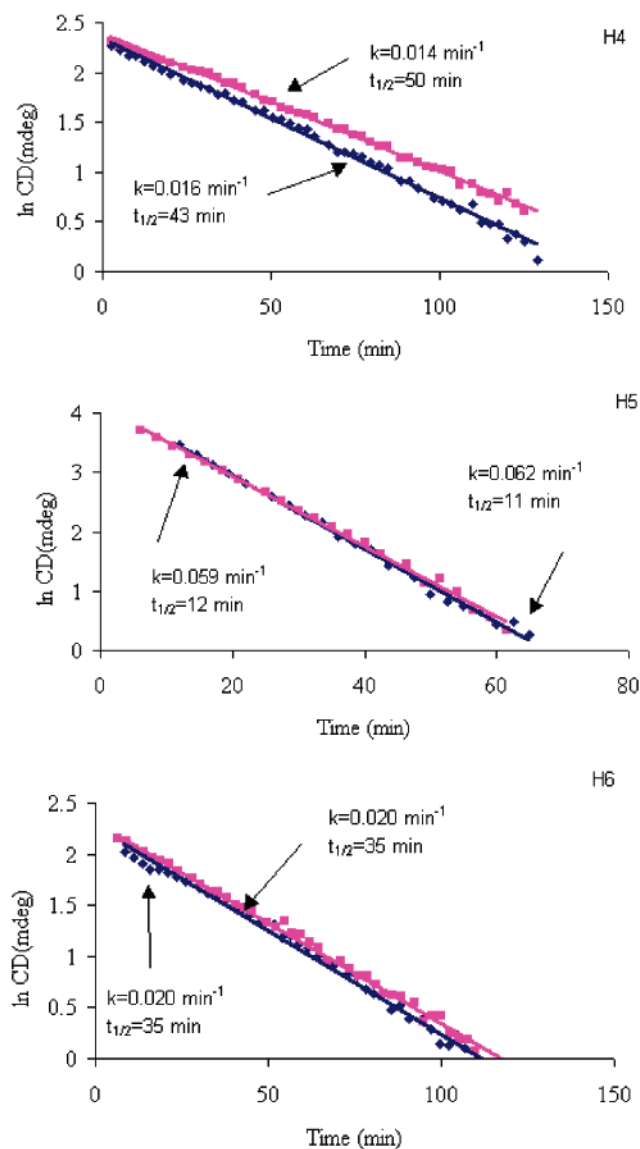 H4
2.5
2
1.5
1
0.5
0
ln CD(mdeg)
k=0.014 min⁻¹
t1/2=50 min
k=0.016 min⁻¹
t1/2=43 min
0 50 100 150
Time (min)
H5
4
3
2
1
0
ln CD(mdeg)
k=0.062 min⁻¹
t1/2=11 min
k=0.059 min⁻¹
t1/2=12 min
0 20 40 60 80
Time (min)
H6
2.5
2
1.5
1
0.5
0
ln CD(mdeg)
k=0.020 min⁻¹
t1/2=35 min
k=0.020 min⁻¹
t1/2=35 min
0 50 100 150
Time (min)